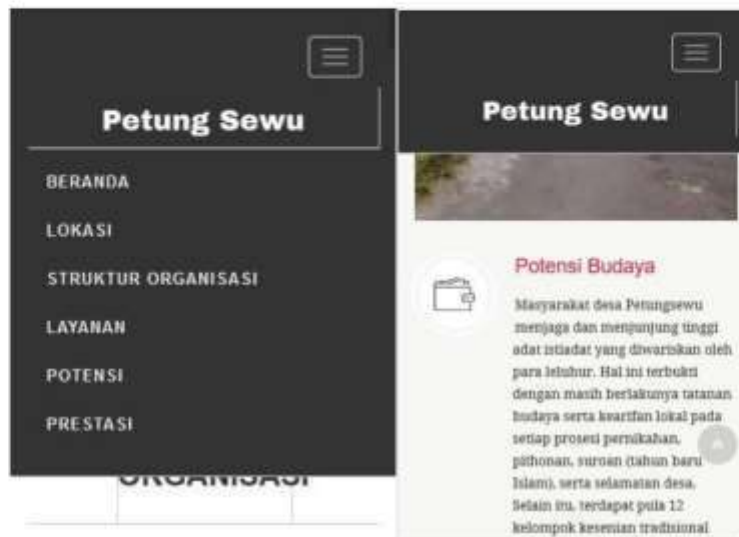 Petung Sewu
BERANDA
LOKASI
STRUKTUR ORGANISASI
LAYANAN
POTENSI
PRESTASI
ORGANISASI
Petung Sewu
Potensi Budaya
Masyarakat desa Petungsewu
menjaga dan menjunjung tinggi
adat istiadat yang diwariskan oleh
para leluhur. Hal ini terbukti
dengan masih berlakunya tatanan
budaya serta kearifan lokal pada
setiap prosesi pernikahan,
pithonan, suroan (tahun baru
Islam), serta selamatan desa.
Selain itu, terdapat pula 12
kelompok kesenian tradisional